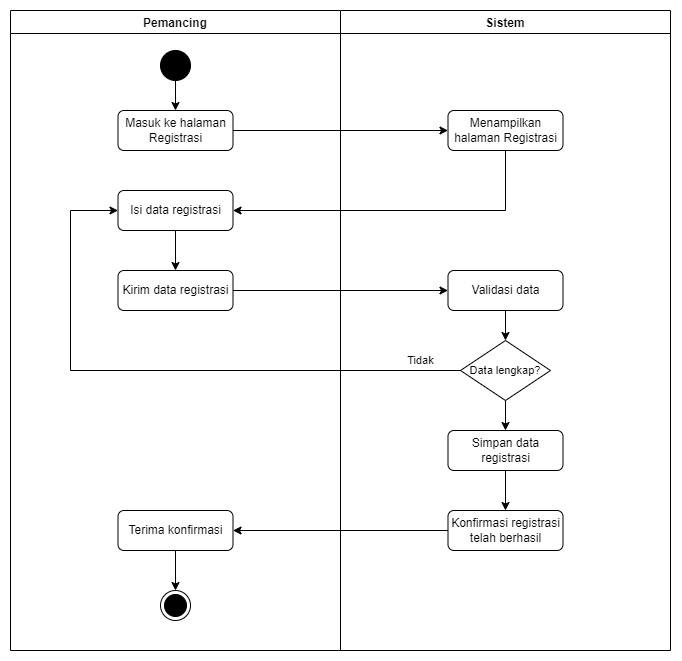 Pemancing
Sistem
Masuk ke halaman
Registrasi
Menampilkan
halaman Registrasi
Isi data registrasi
Kirim data registrasi
Validasi data
Tidak
Data lengkap?
Simpan data
registrasi
Konfirmasi registrasi
telah berhasil
Terima konfirmasi